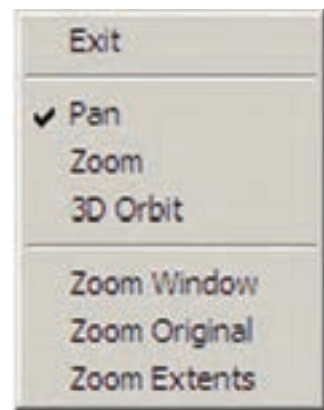 Exit
Pan
Zoom
3D Orbit
Zoom Window
Zoom Original
Zoom Extents